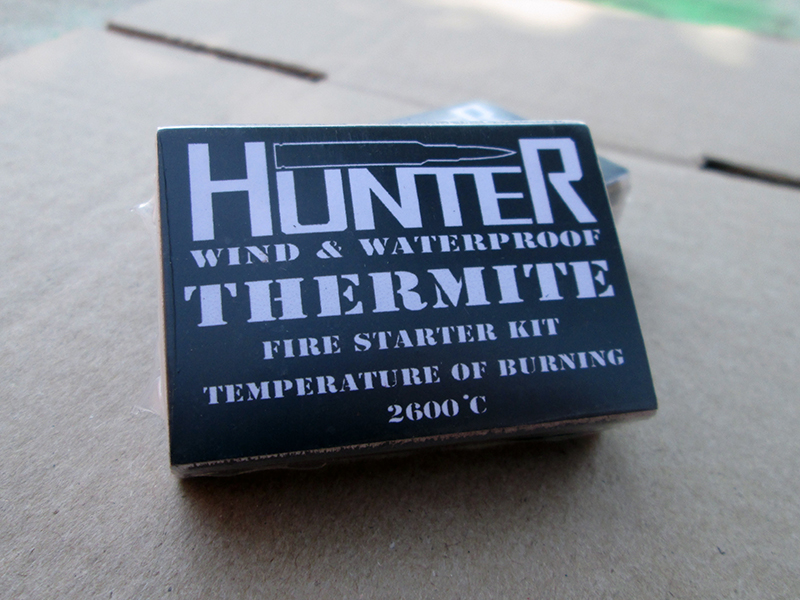 HUNTER
WIND & WATERPROOF
THERMITE
FIRE STARTER KIT
TEMPERATURE OF BURNING
2600°C